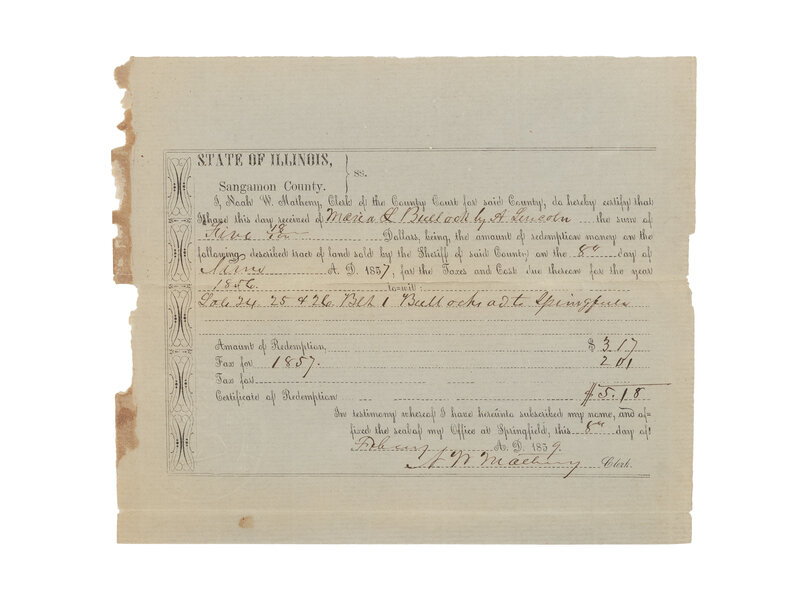 STATE OF ILLINOIS,
Sangamon County. } ss.
I, Noah W. Matheny, Clerk of the County Court for said County, do hereby certify that
I have this day received of Maria L Bullock by A. Lincoln the sum of
Five 18/100 Dollars, being, the amount of redemption money on the
following described tract of land sold by the Sheriff of said County on the 8th day of
A. D. 1857, for the Taxes and Cost due thereon for the year
1856. to-wit:
Lots 24 25 & 26 Blk 1 Bullocks ad to Springfield
Amount of Redemption, $ 3.17
Tax for 1857. 2 01
Tax for
Certificate of Redemption $5.18
In testimony whereof I have hereunto subscribed my name, and af-
fixed the seal of my Office at Springfield, this 8th day of
A. D. 1859.
N W Matheny Clerk.